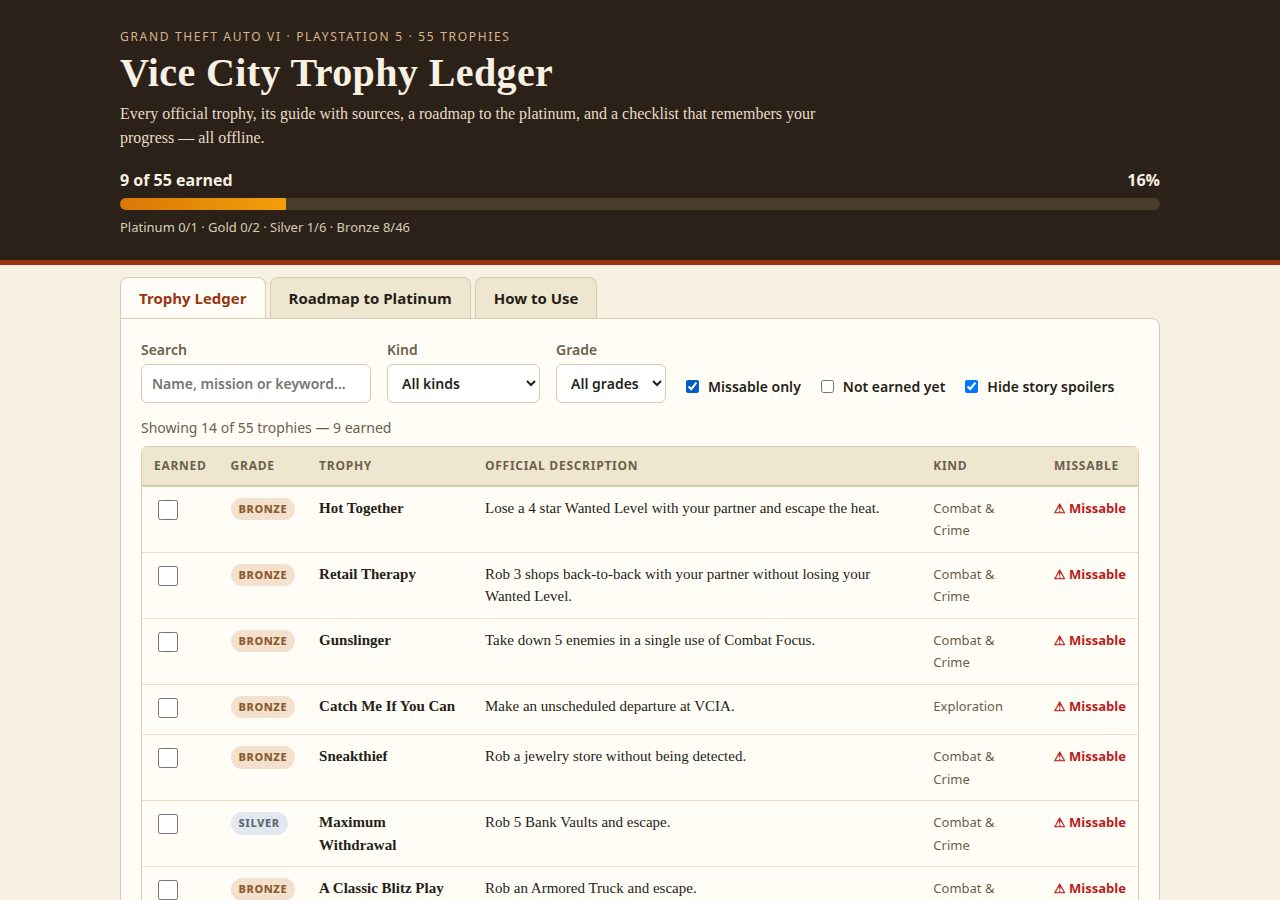 GRAND THEFT AUTO VI · PLAYSTATION 5 · 55 TROPHIES
Vice City Trophy Ledger
Every official trophy, its guide with sources, a roadmap to the platinum, and a checklist that remembers your
progress — all offline.
9 of 55 earned 16%
Platinum 0/1 · Gold 0/2 · Silver 1/6 · Bronze 8/46
Trophy Ledger Roadmap to Platinum How to Use
Search Kind Grade
Name, mission or keyword... All kinds All grades Missable only Not earned yet Hide story spoilers
Showing 14 of 55 trophies — 9 earned
EARNED GRADE TROPHY OFFICIAL DESCRIPTION KIND MISSABLE
BRONZE Hot Together Lose a 4 star Wanted Level with your partner and escape the heat. Combat & ⚠ Missable
Crime
BRONZE Retail Therapy Rob 3 shops back-to-back with your partner without losing your Combat & ⚠ Missable
Wanted Level. Crime
BRONZE Gunslinger Take down 5 enemies in a single use of Combat Focus. Combat & ⚠ Missable
Crime
BRONZE Catch Me If You Can Make an unscheduled departure at VCIA. Exploration ⚠ Missable
BRONZE Sneakthief Rob a jewelry store without being detected. Combat & ⚠ Missable
Crime
SILVER Maximum Rob 5 Bank Vaults and escape. Combat & ⚠ Missable
Withdrawal Crime
BRONZE A Classic Blitz Play Rob an Armored Truck and escape. Combat & ⚠ Missable